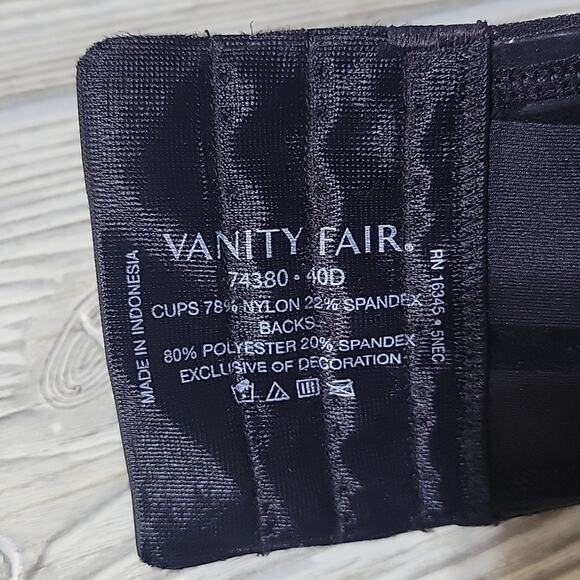 VANITY FAIR®
74380 • 40D
CUPS 78% NYLON 22% SPANDEX
BACKS
80% POLYESTER 20% SPANDEX
EXCLUSIVE OF DECORATION
MADE IN INDONESIA
RN 16345 • 5NEC